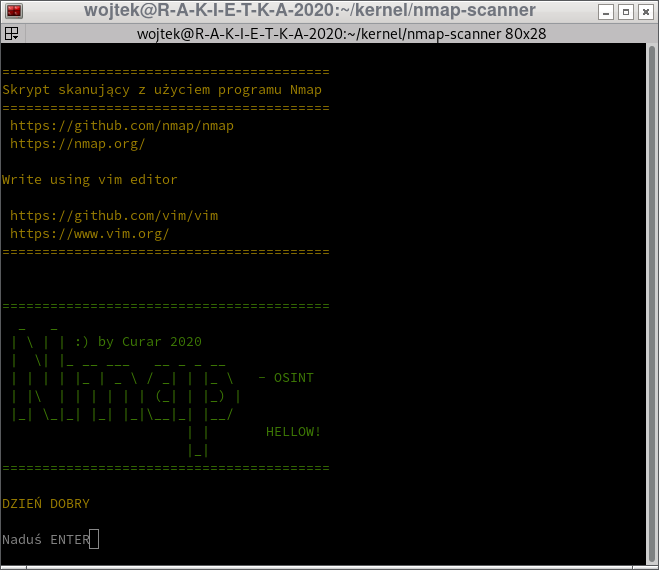 wojtek@R-A-K-I-E-T-K-A-2020:~/kernel/nmap-scanner
wojtek@R-A-K-I-E-T-K-A-2020:~/kernel/nmap-scanner 80x28
=========================================
Skrypt skanujący z użyciem programu Nmap
=========================================
 https://github.com/nmap/nmap
 https://nmap.org/
Write using vim editor
 https://github.com/vim/vim
 https://www.vim.org/
=========================================
=========================================
  _   _
 | \ | | :) by Curar 2020
 |  \| |_ __ ___   __ _ _ __
 | | | | |_ | _ \ / _| | |_ \   - OSINT
 | |\  | | | | | | (_| | |_) |
 |_| \_|_| |_| |_|\__|_| |__/
                       | |       HELLOW!
                       |_|
=========================================
DZIEŃ DOBRY
Naduś ENTER